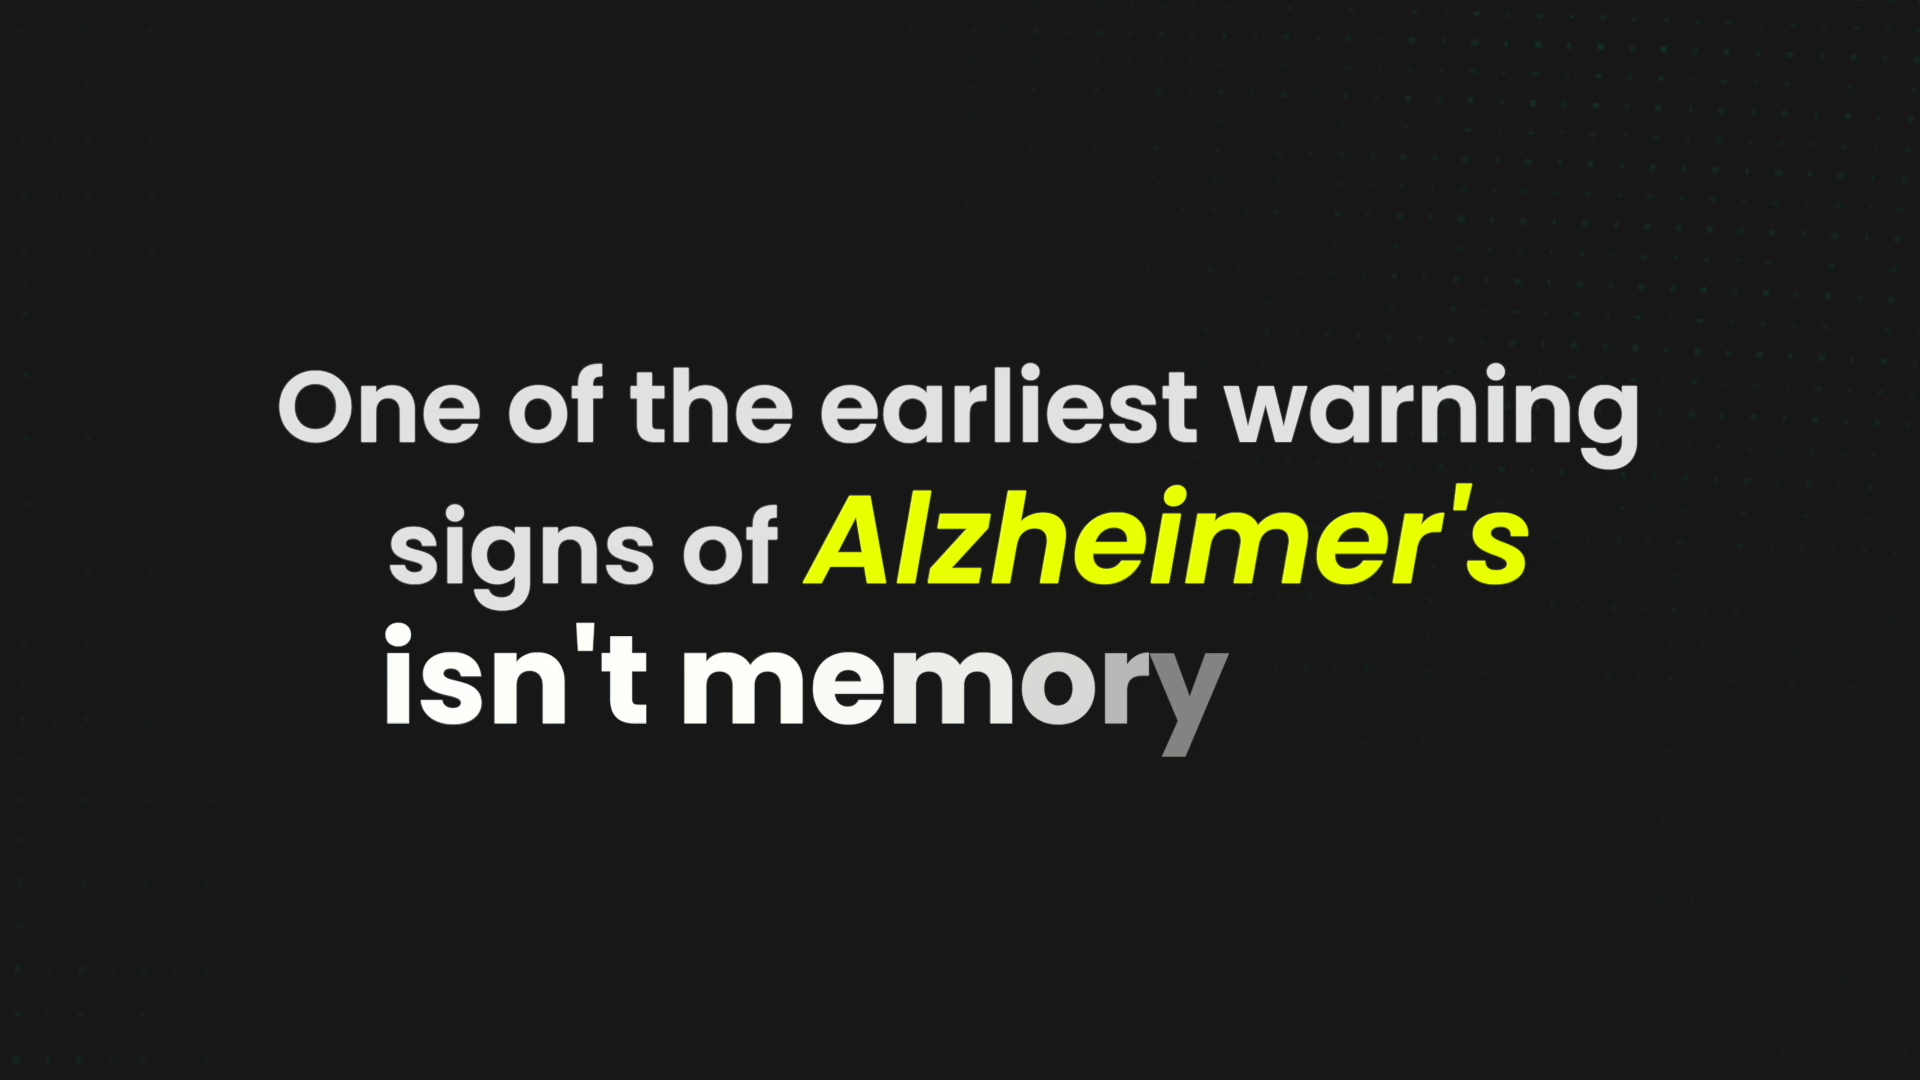 One of the earliest warning
signs of Alzheimer's
isn't memory